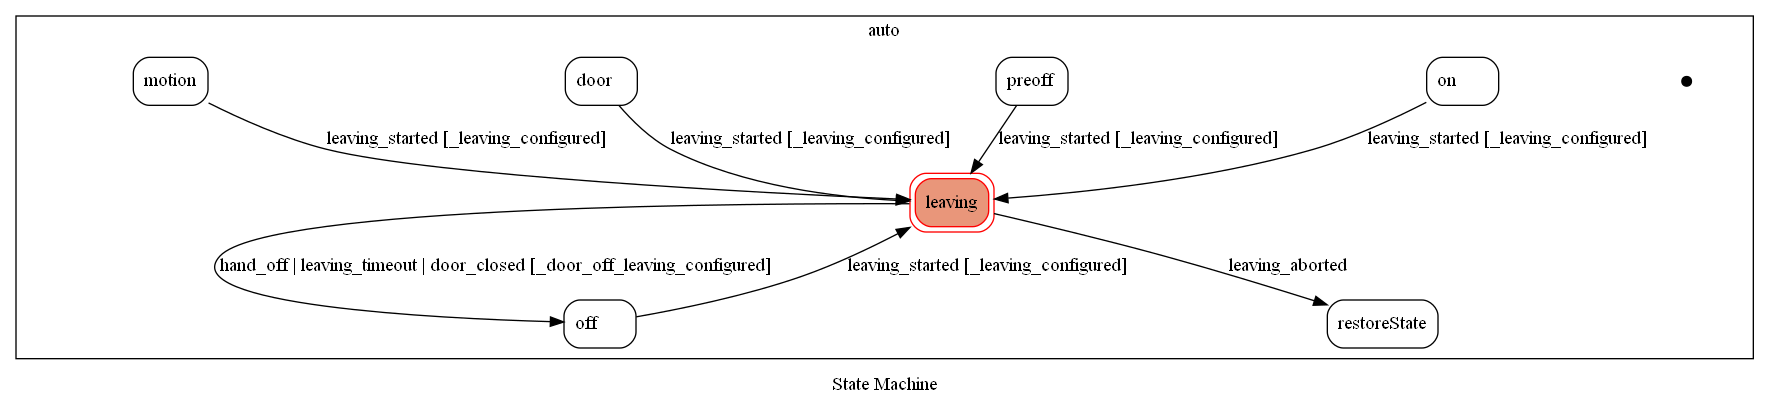 auto
motion
door
preoff
on
leaving_started [_leaving_configured]
leaving_started [_leaving_configured]
leaving_started [_leaving_configured]
leaving_started [_leaving_configured]
leaving
hand_off | leaving_timeout | door_closed [_door_off_leaving_configured]
leaving_started [_leaving_configured]
leaving_aborted
off
restoreState
State Machine